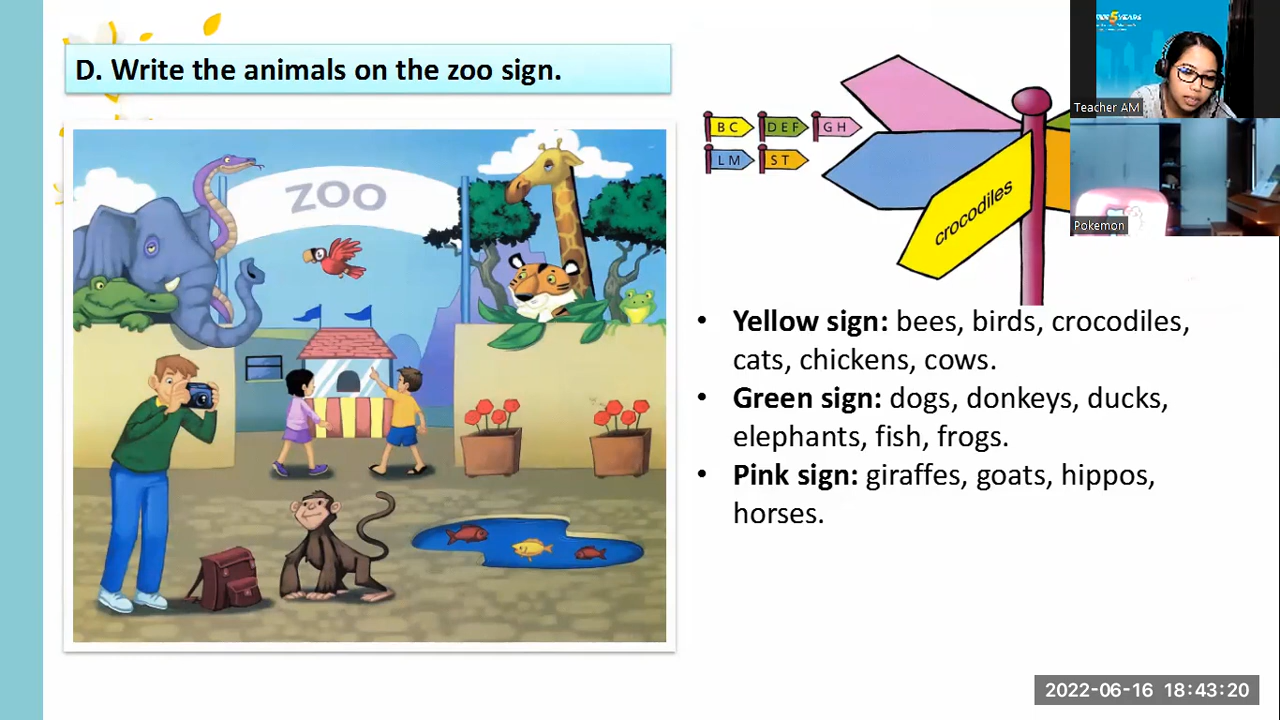 D. Write the animals on the zoo sign.
ZOO
B C
D E F
G H
L M
S T
crocodiles
• Yellow sign: bees, birds, crocodiles,
cats, chickens, cows.
• Green sign: dogs, donkeys, ducks,
elephants, fish, frogs.
• Pink sign: giraffes, goats, hippos,
horses.
5 YEARS
Teacher AM
Pokemon
2022-06-16 18:43:20